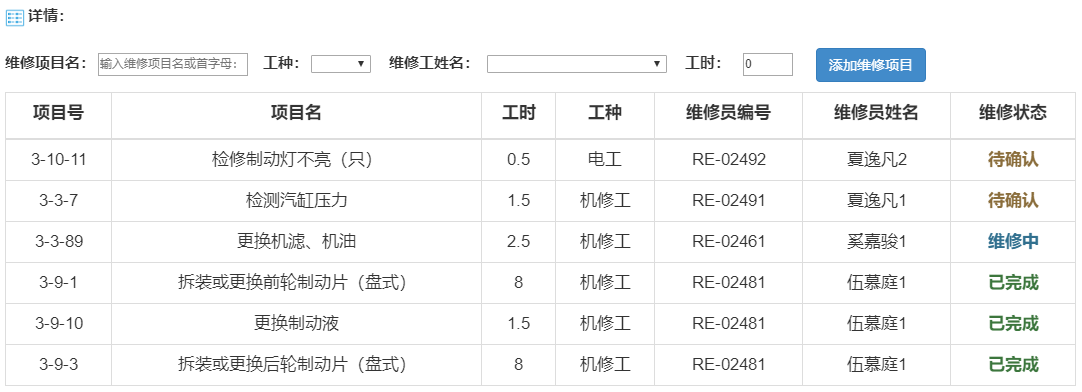 详情:
维修项目名: 输入维修项目名或首字母: 工种: 维修工姓名: 工时: 0 添加维修项目
项目号 项目名 工时 工种 维修员编号 维修员姓名 维修状态
3-10-11 检修制动灯不亮（只） 0.5 电工 RE-02492 夏逸凡2 待确认
3-3-7 检测汽缸压力 1.5 机修工 RE-02491 夏逸凡1 待确认
3-3-89 更换机滤、机油 2.5 机修工 RE-02461 奚嘉骏1 维修中
3-9-1 拆装或更换前轮制动片（盘式） 8 机修工 RE-02481 伍慕庭1 已完成
3-9-10 更换制动液 1.5 机修工 RE-02481 伍慕庭1 已完成
3-9-3 拆装或更换后轮制动片（盘式） 8 机修工 RE-02481 伍慕庭1 已完成